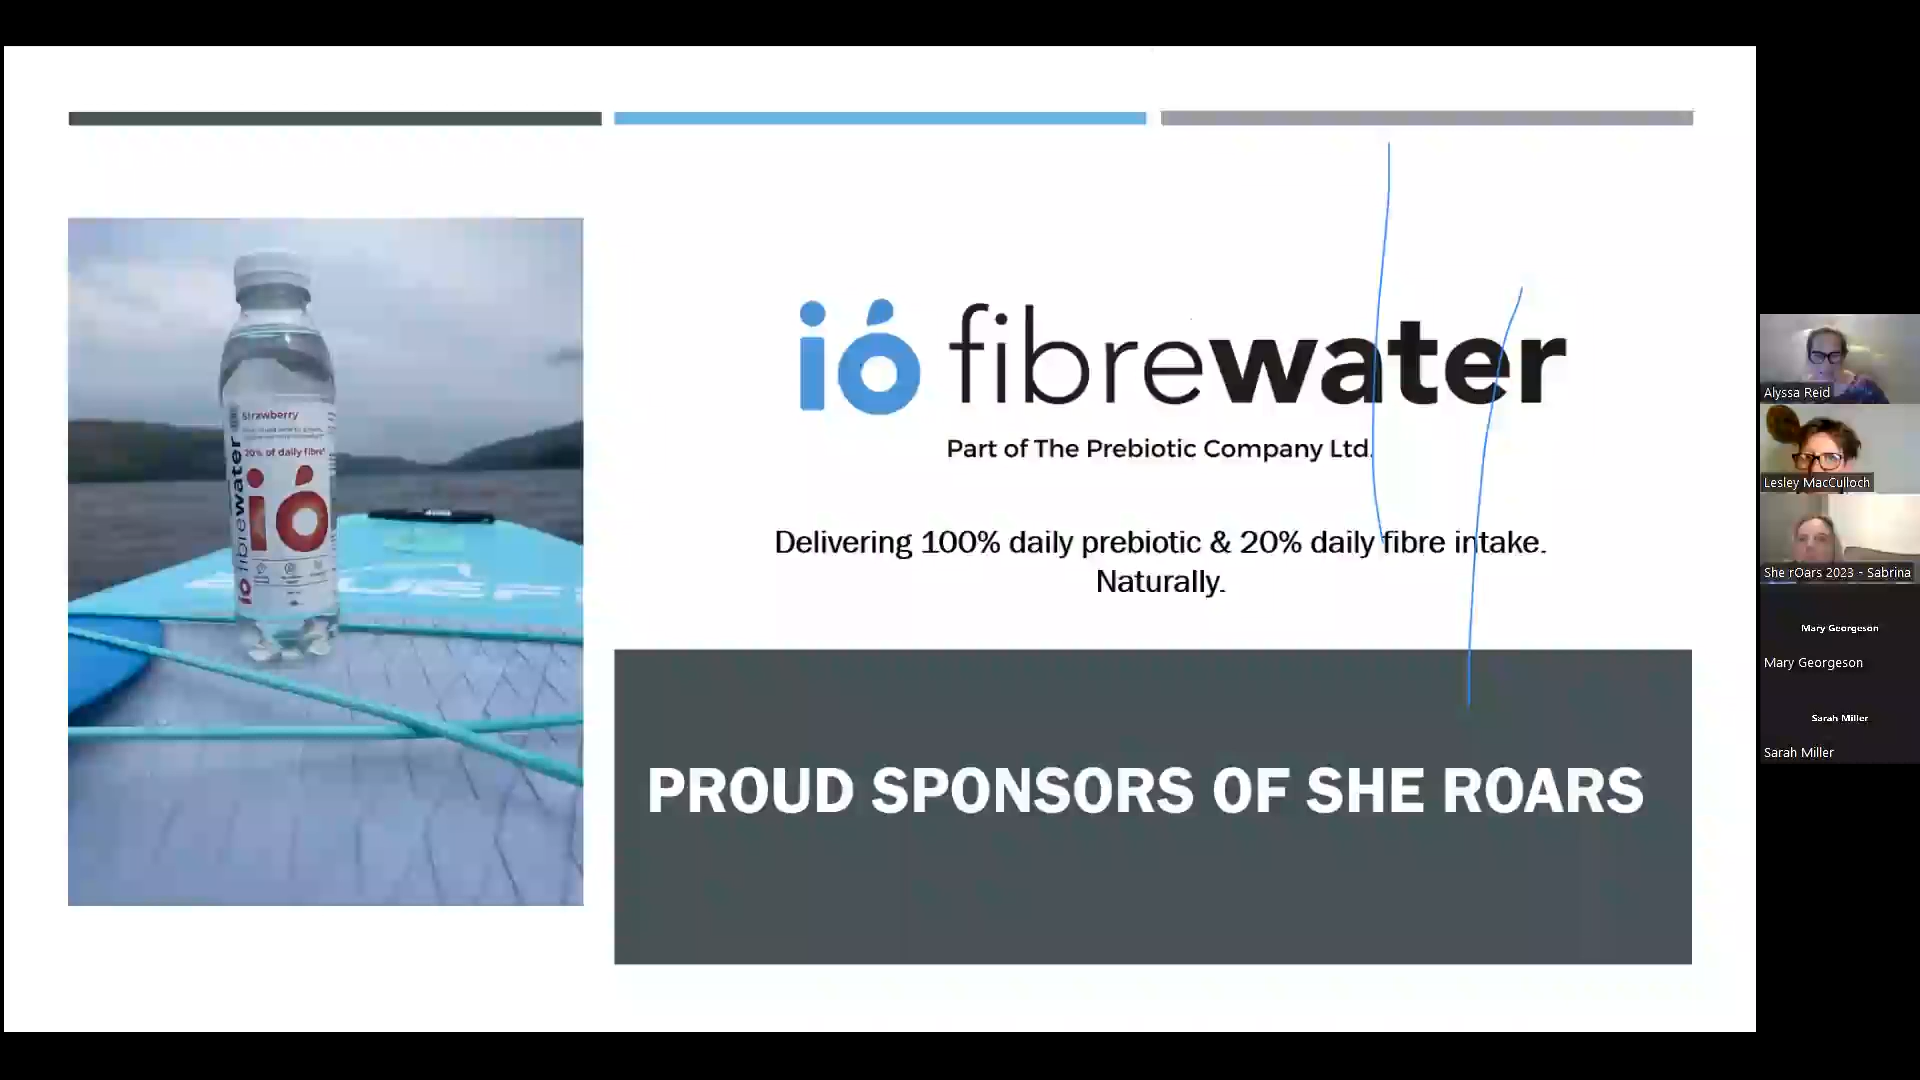 ió fibrewater
Part of The Prebiotic Company Ltd.
Delivering 100% daily prebiotic & 20% daily fibre intake.
Naturally.
PROUD SPONSORS OF SHE ROARS
Strawberry
20% of daily fibre*
ió
ió fibrewater
Alyssa Reid
Lesley MacCulloch
She rOars 2023 - Sabrina
Mary Georgeson
Mary Georgeson
Sarah Miller
Sarah Miller